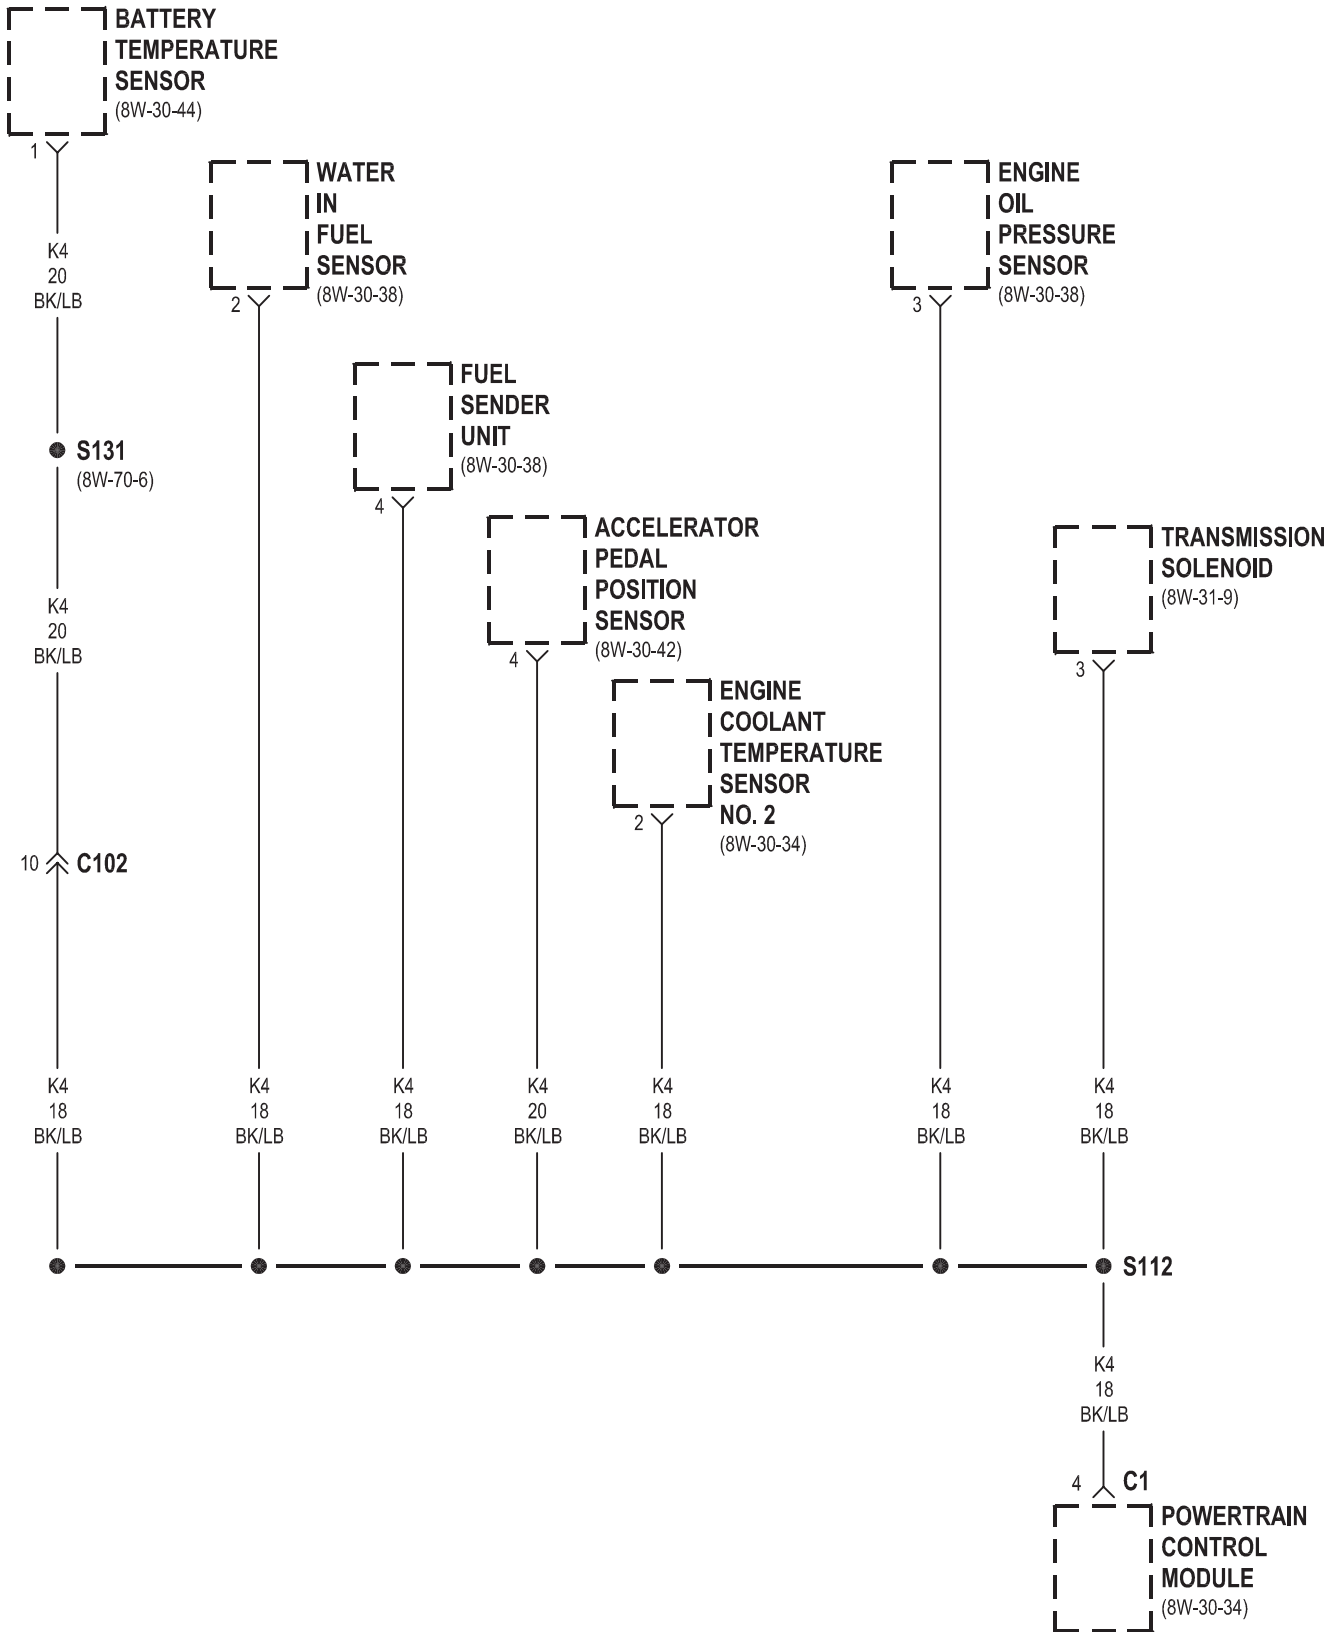 BATTERY
TEMPERATURE
SENSOR
(8W-30-44)
1
K4
20
BK/LB
S131
(8W-70-6)
K4
20
BK/LB
10
C102
K4
18
BK/LB
WATER
IN
FUEL
SENSOR
(8W-30-38)
2
K4
18
BK/LB
FUEL
SENDER
UNIT
(8W-30-38)
4
K4
18
BK/LB
ACCELERATOR
PEDAL
POSITION
SENSOR
(8W-30-42)
4
K4
20
BK/LB
ENGINE
COOLANT
TEMPERATURE
SENSOR
NO. 2
(8W-30-34)
2
K4
18
BK/LB
ENGINE
OIL
PRESSURE
SENSOR
(8W-30-38)
3
K4
18
BK/LB
TRANSMISSION
SOLENOID
(8W-31-9)
3
K4
18
BK/LB
S112
K4
18
BK/LB
4
C1
POWERTRAIN
CONTROL
MODULE
(8W-30-34)